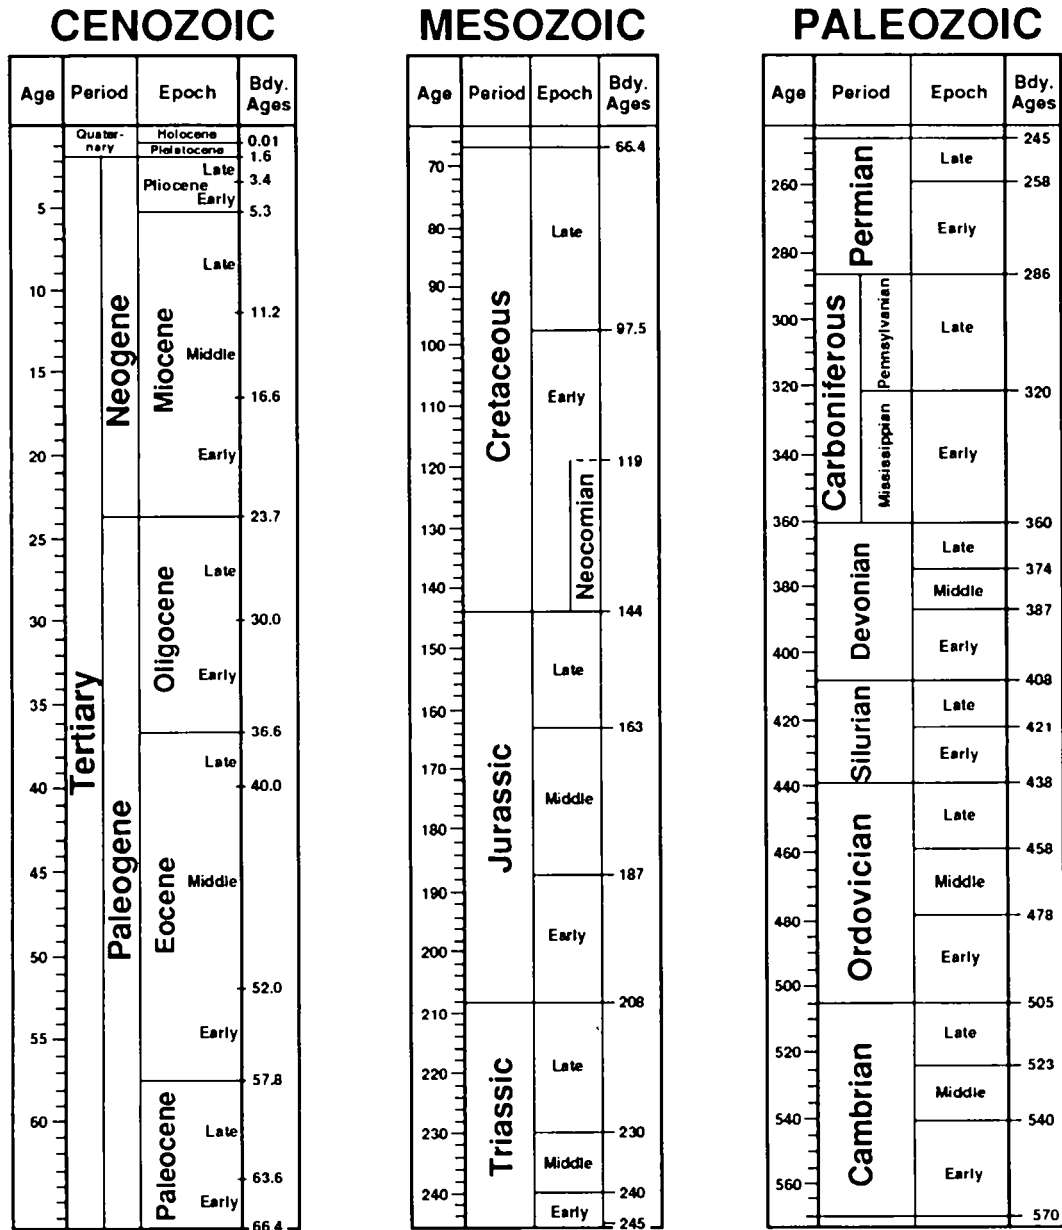 CENOZOIC
Age Period Epoch Bdy. Ages
Quater-nary
Holocene
0.01
Pleistocene
1.6
Late
Pliocene
3.4
Early
5
5.3
Late
10
11.2
Neogene
Miocene
Middle
15
16.6
20
Early
23.7
25
Late
30
30.0
Oligocene
Early
35
36.6
Tertiary
Late
40
40.0
Paleogene
Eocene
Middle
45
50
52.0
55
Early
57.8
60
Paleocene
Late
63.6
Early
66.4
MESOZOIC
Age Period Epoch Bdy. Ages
66.4
70
80
Late
90
97.5
100
Cretaceous
Early
110
119
120
Neocomian
130
140
144
150
Late
160
163
170
Jurassic
Middle
180
187
190
Early
200
208
210
Late
220
Triassic
230
230
Middle
240
240
Early
245
PALEOZOIC
Age Period Epoch Bdy. Ages
245
Late
258
260
Permian
Early
280
286
Carboniferous
Pennsylvanian
300
Late
320
320
Mississippian
340
Early
360
360
Late
374
Devonian
380
Middle
387
400
Early
408
Silurian
Late
420
421
Early
438
440
Late
458
460
Ordovician
Middle
478
480
Early
500
505
Late
520
523
Cambrian
Middle
540
540
Early
560
570